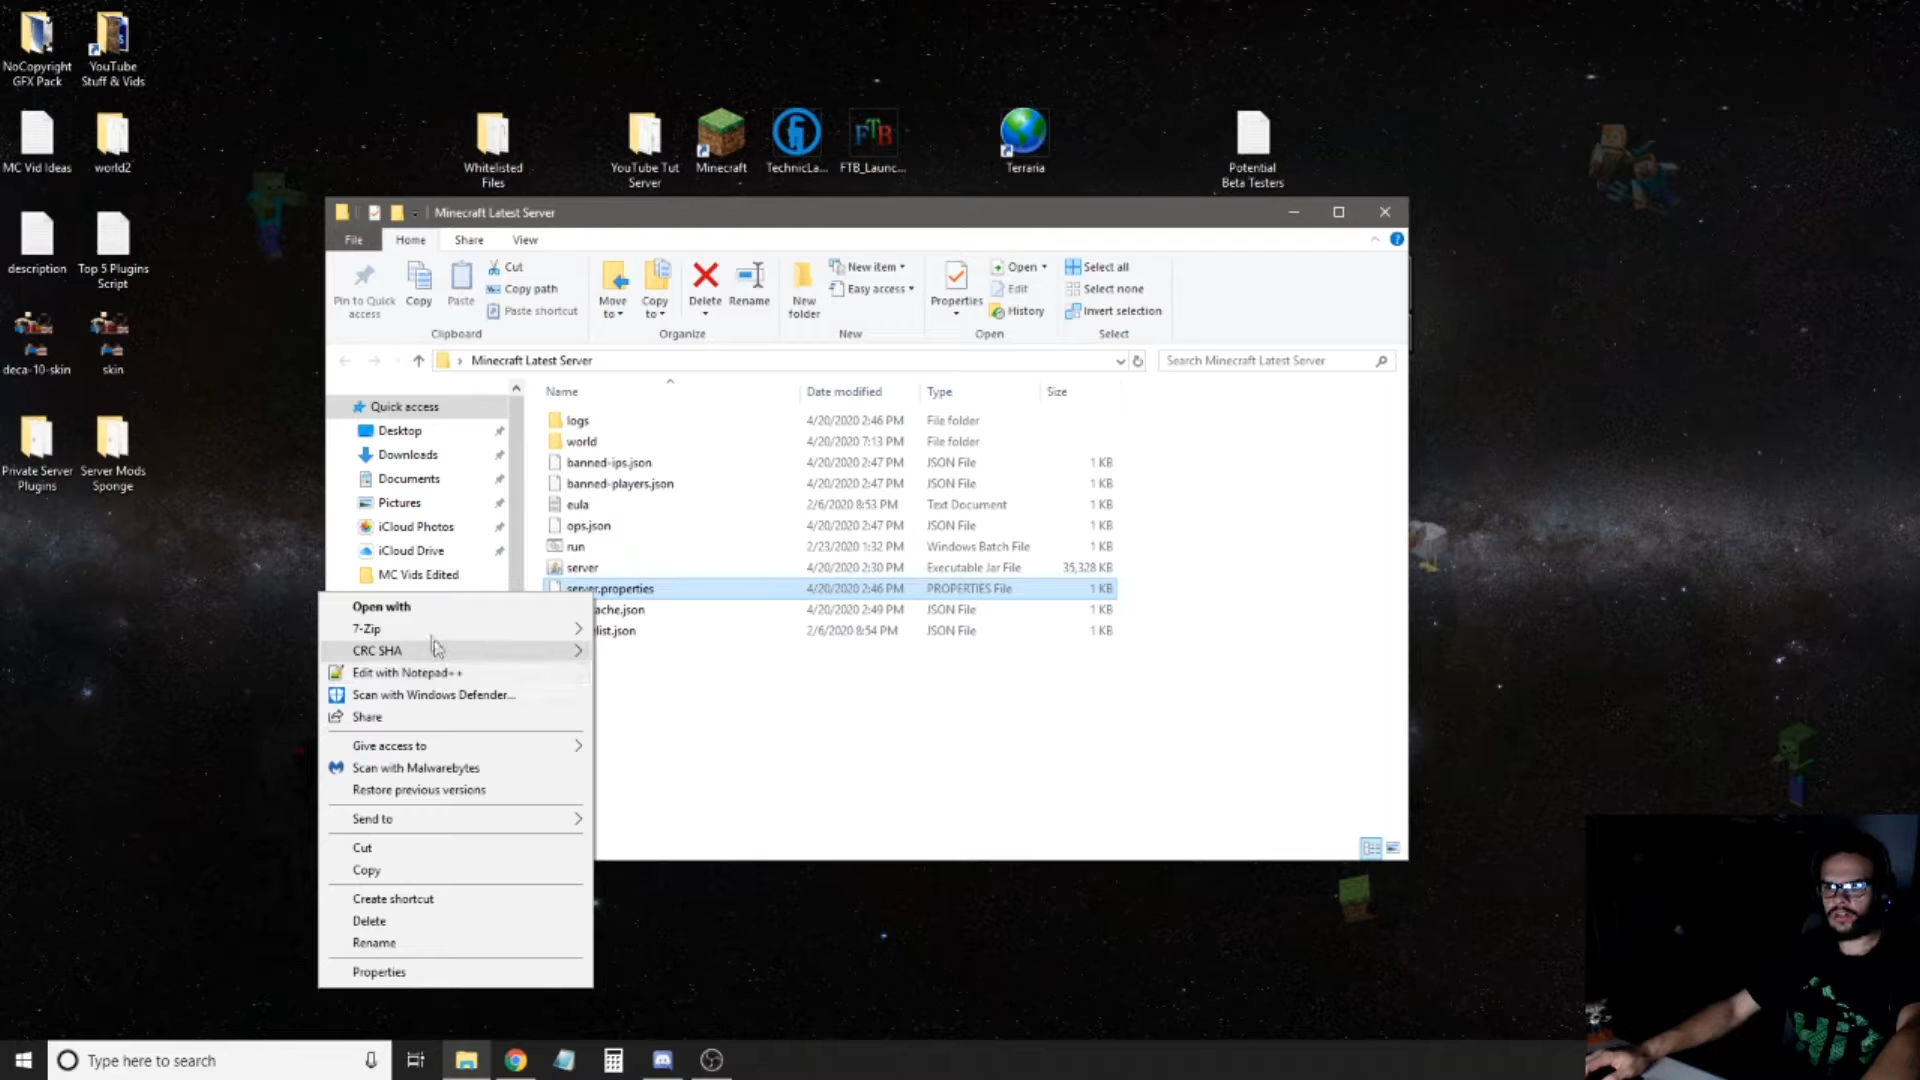 NoCopyright
GFX Pack
YouTube
Stuff & Vids
MC Vid Ideas
world2
Whitelisted
Files
YouTube Tut
Server
Minecraft
TechnicLa...
FTB_Launc...
Terraria
Potential
Beta Testers
description
Top 5 Plugins
Script
deca-10-skin
skin
Private Server
Plugins
Server Mods
Sponge
Minecraft Latest Server
File Home Share View
Pin to Quick
access
Copy
Paste
Cut
Copy path
Paste shortcut
Clipboard
Move
to
Copy
to
Delete
Rename
Organize
New
folder
New item
Easy access
New
Properties
Open
Edit
History
Open
Select all
Select none
Invert selection
Select
Minecraft Latest Server
Search Minecraft Latest Server
Quick access
Desktop
Downloads
Documents
Pictures
iCloud Photos
iCloud Drive
MC Vids Edited
Name Date modified Type Size
logs 4/20/2020 2:46 PM File folder
world 4/20/2020 7:13 PM File folder
banned-ips.json 4/20/2020 2:47 PM JSON File 1 KB
banned-players.json 4/20/2020 2:47 PM JSON File 1 KB
eula 2/6/2020 8:53 PM Text Document 1 KB
ops.json 4/20/2020 2:47 PM JSON File 1 KB
run 2/23/2020 1:32 PM Windows Batch File 1 KB
server 4/20/2020 2:30 PM Executable Jar File 35,328 KB
server.properties 4/20/2020 2:46 PM PROPERTIES File 1 KB
ache.json 4/20/2020 2:49 PM JSON File 1 KB
list.json 2/6/2020 8:54 PM JSON File 1 KB
Open with
7-Zip
CRC SHA
Edit with Notepad++
Scan with Windows Defender...
Share
Give access to
Scan with Malwarebytes
Restore previous versions
Send to
Cut
Copy
Create shortcut
Delete
Rename
Properties
Type here to search